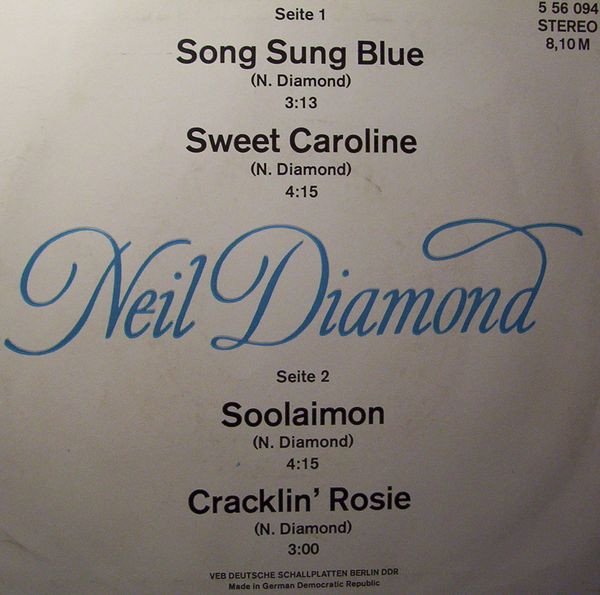 Seite 1
5 56 094
STEREO
8,10 M
Song Sung Blue
(N. Diamond)
3:13
Sweet Caroline
(N. Diamond)
4:15
Neil Diamond
Seite 2
Soolaimon
(N. Diamond)
4:15
Cracklin' Rosie
(N. Diamond)
3:00
VEB DEUTSCHE SCHALLPLATTEN BERLIN DDR
Made in German Democratic Republic